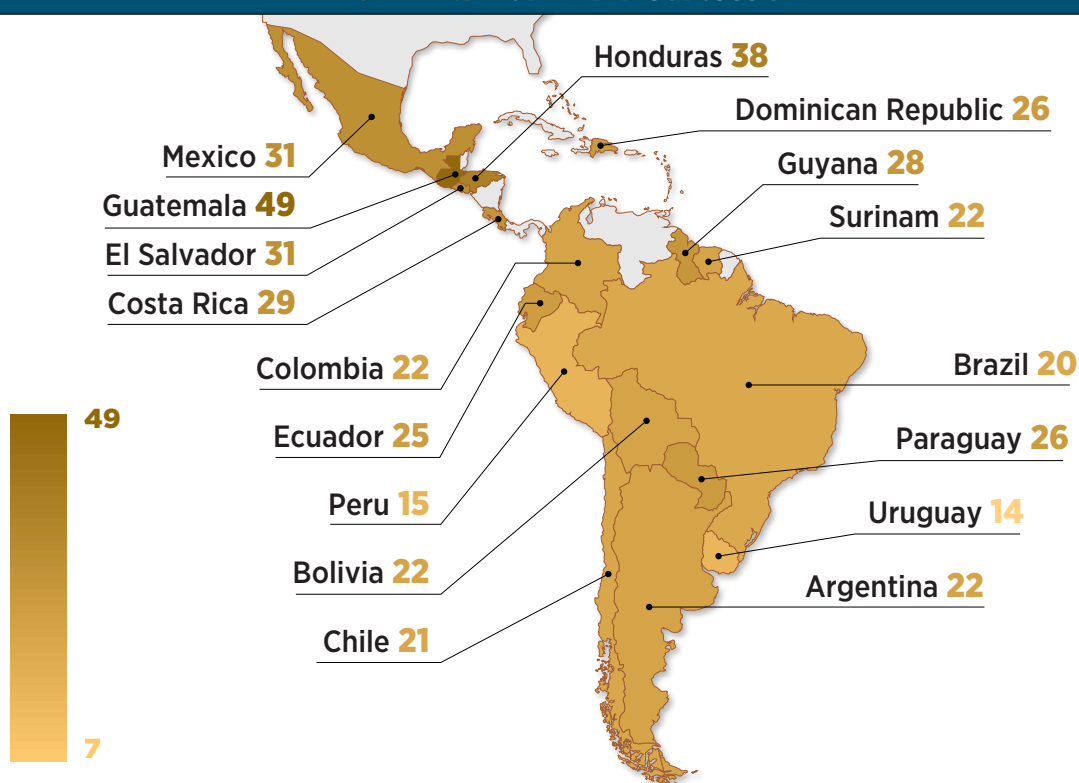 Honduras 38
Dominican Republic 26
Mexico 31
Guyana 28
Guatemala 49
Surinam 22
El Salvador 31
Costa Rica 29
Colombia 22
Brazil 20
49
Ecuador 25
Paraguay 26
Peru 15
Uruguay 14
Bolivia 22
Argentina 22
Chile 21
7